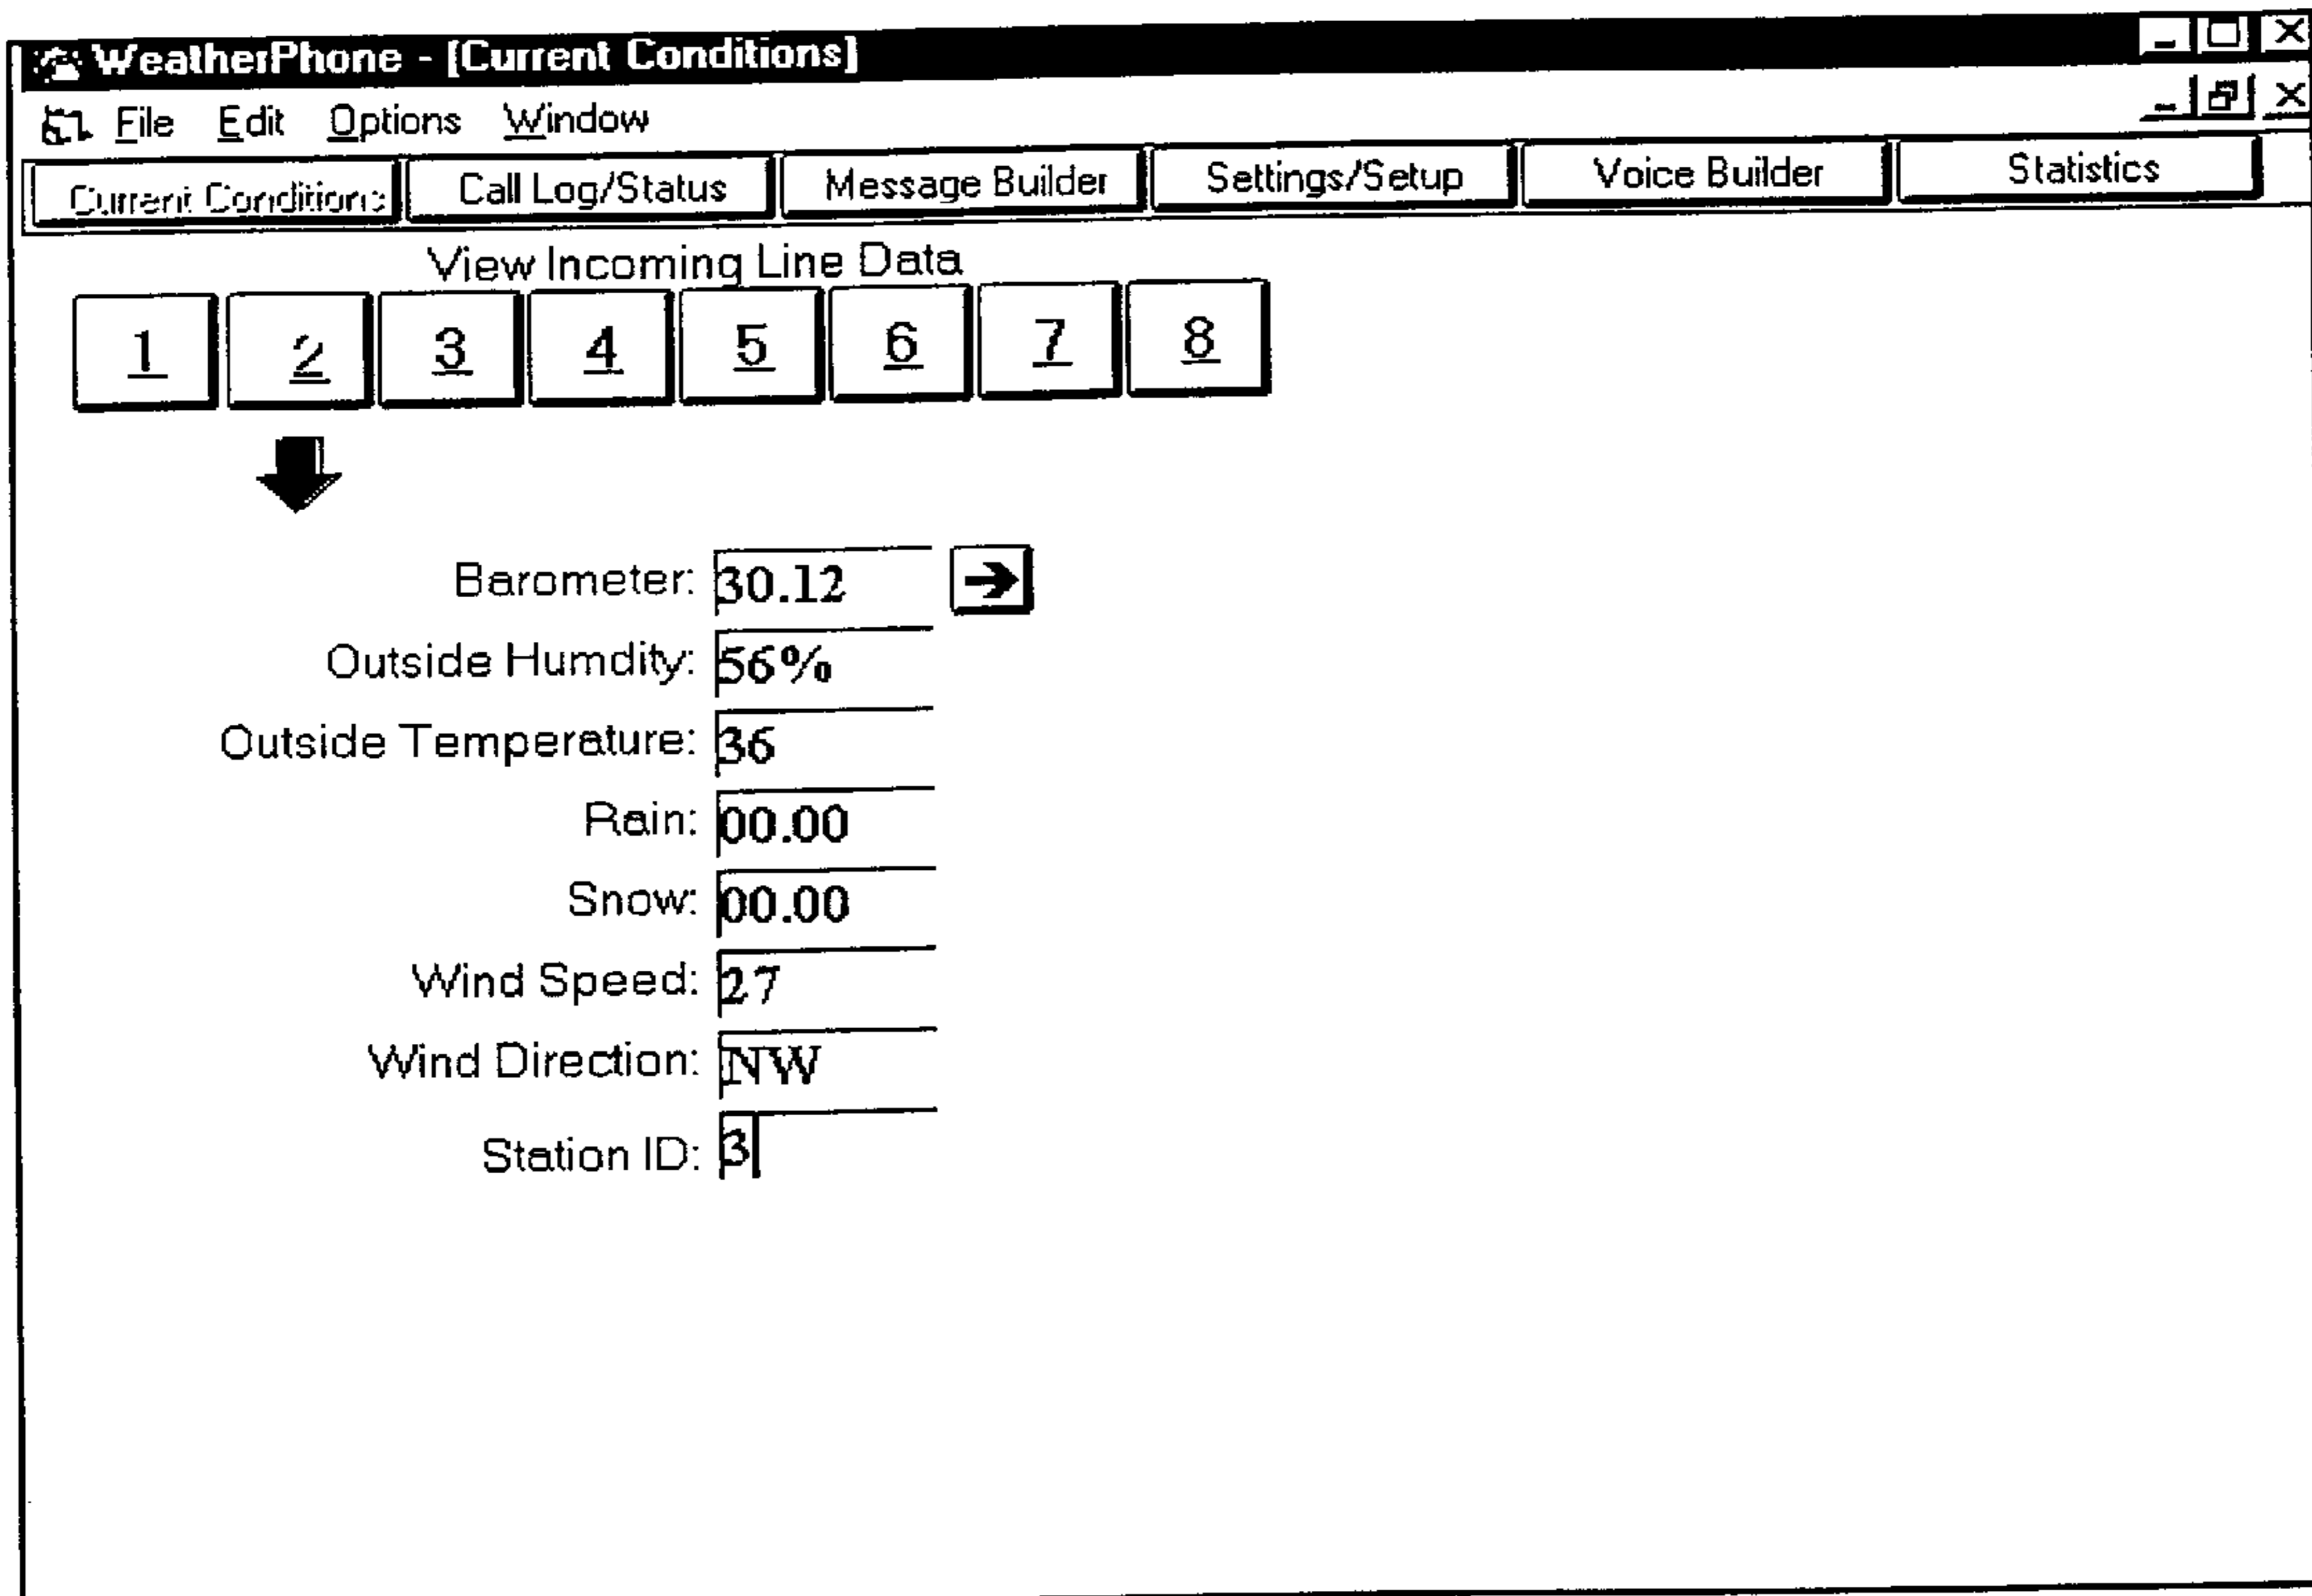 WeatherPhone - [Current Conditions]
File Edit Options Window
Current Conditions Call Log/Status Message Builder Settings/Setup Voice Builder Statistics
View Incoming Line Data
1 2 3 4 5 6 7 8
Barometer: 30.12
Outside Humdity: 56%
Outside Temperature: 36
Rain: 00.00
Snow: 00.00
Wind Speed: 27
Wind Direction: NW
Station ID: 3